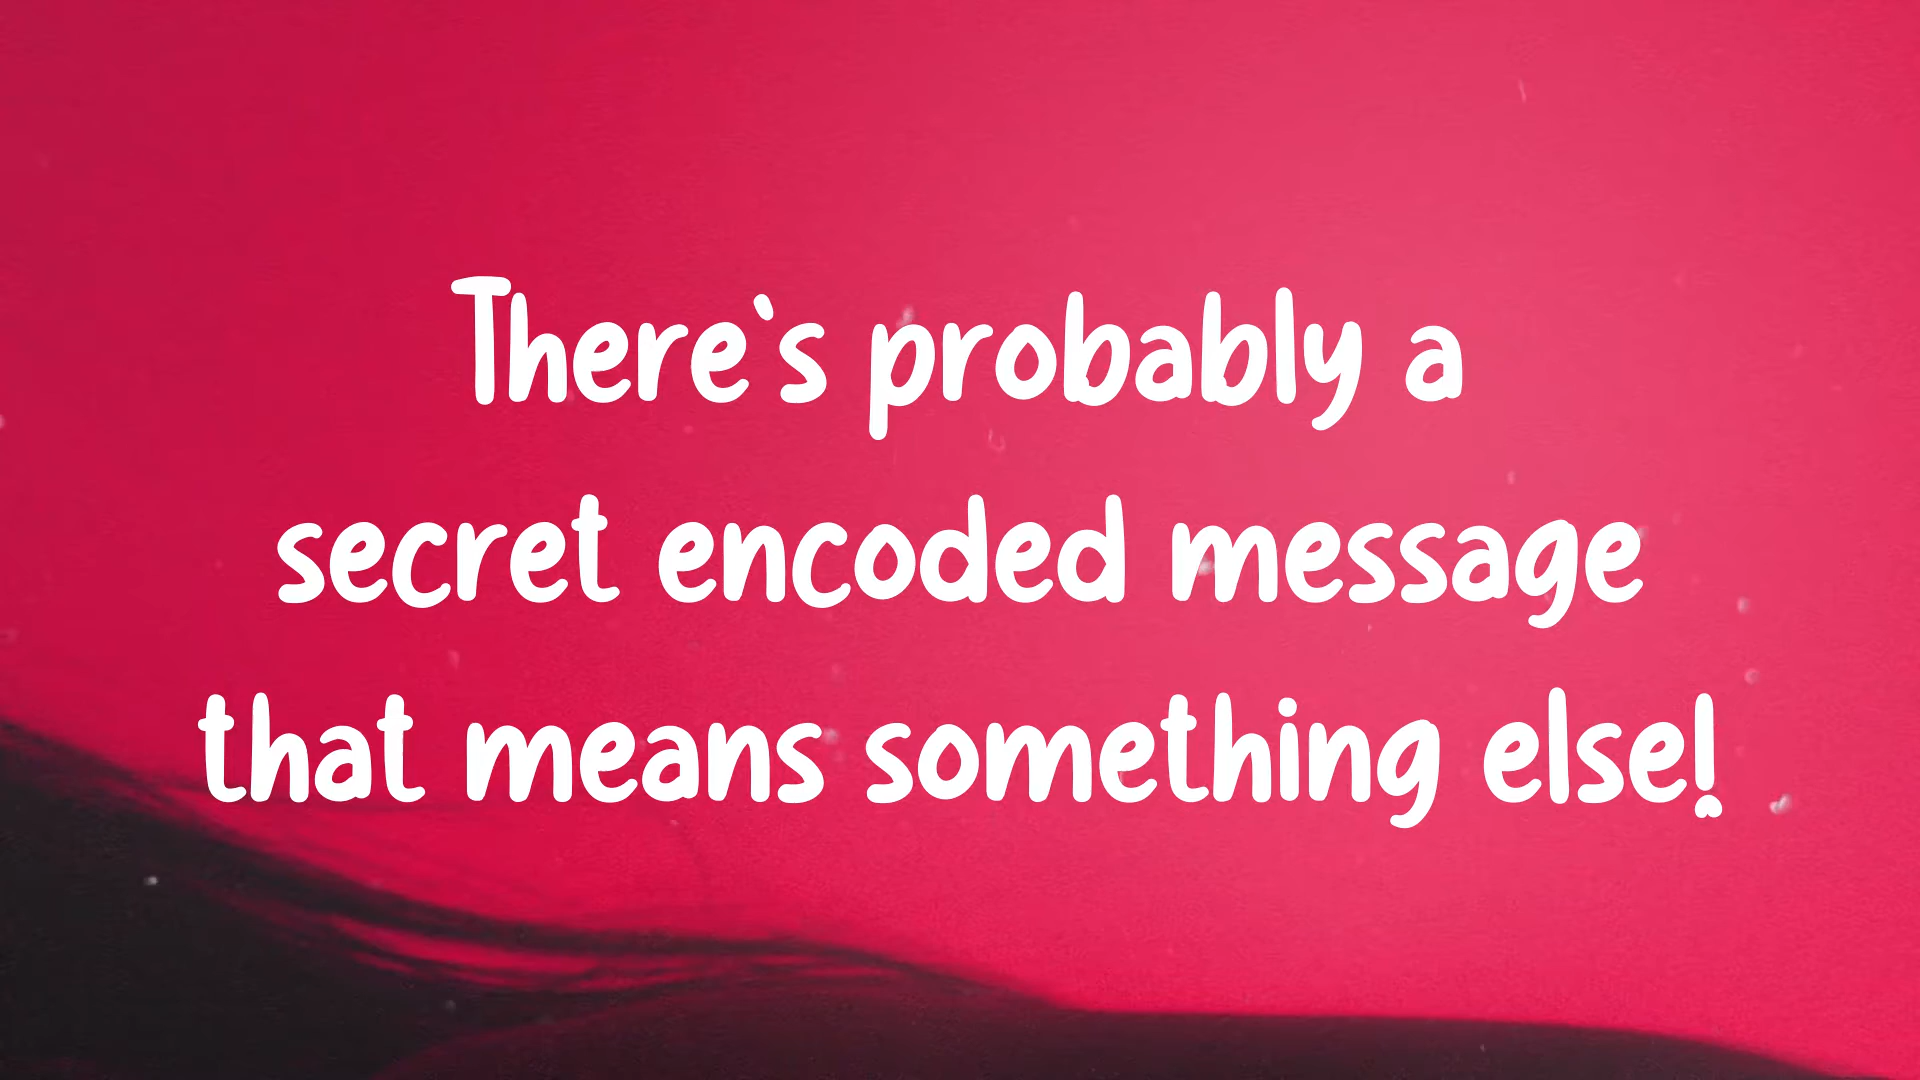 There`s probably a
secret encoded message
that means something else!